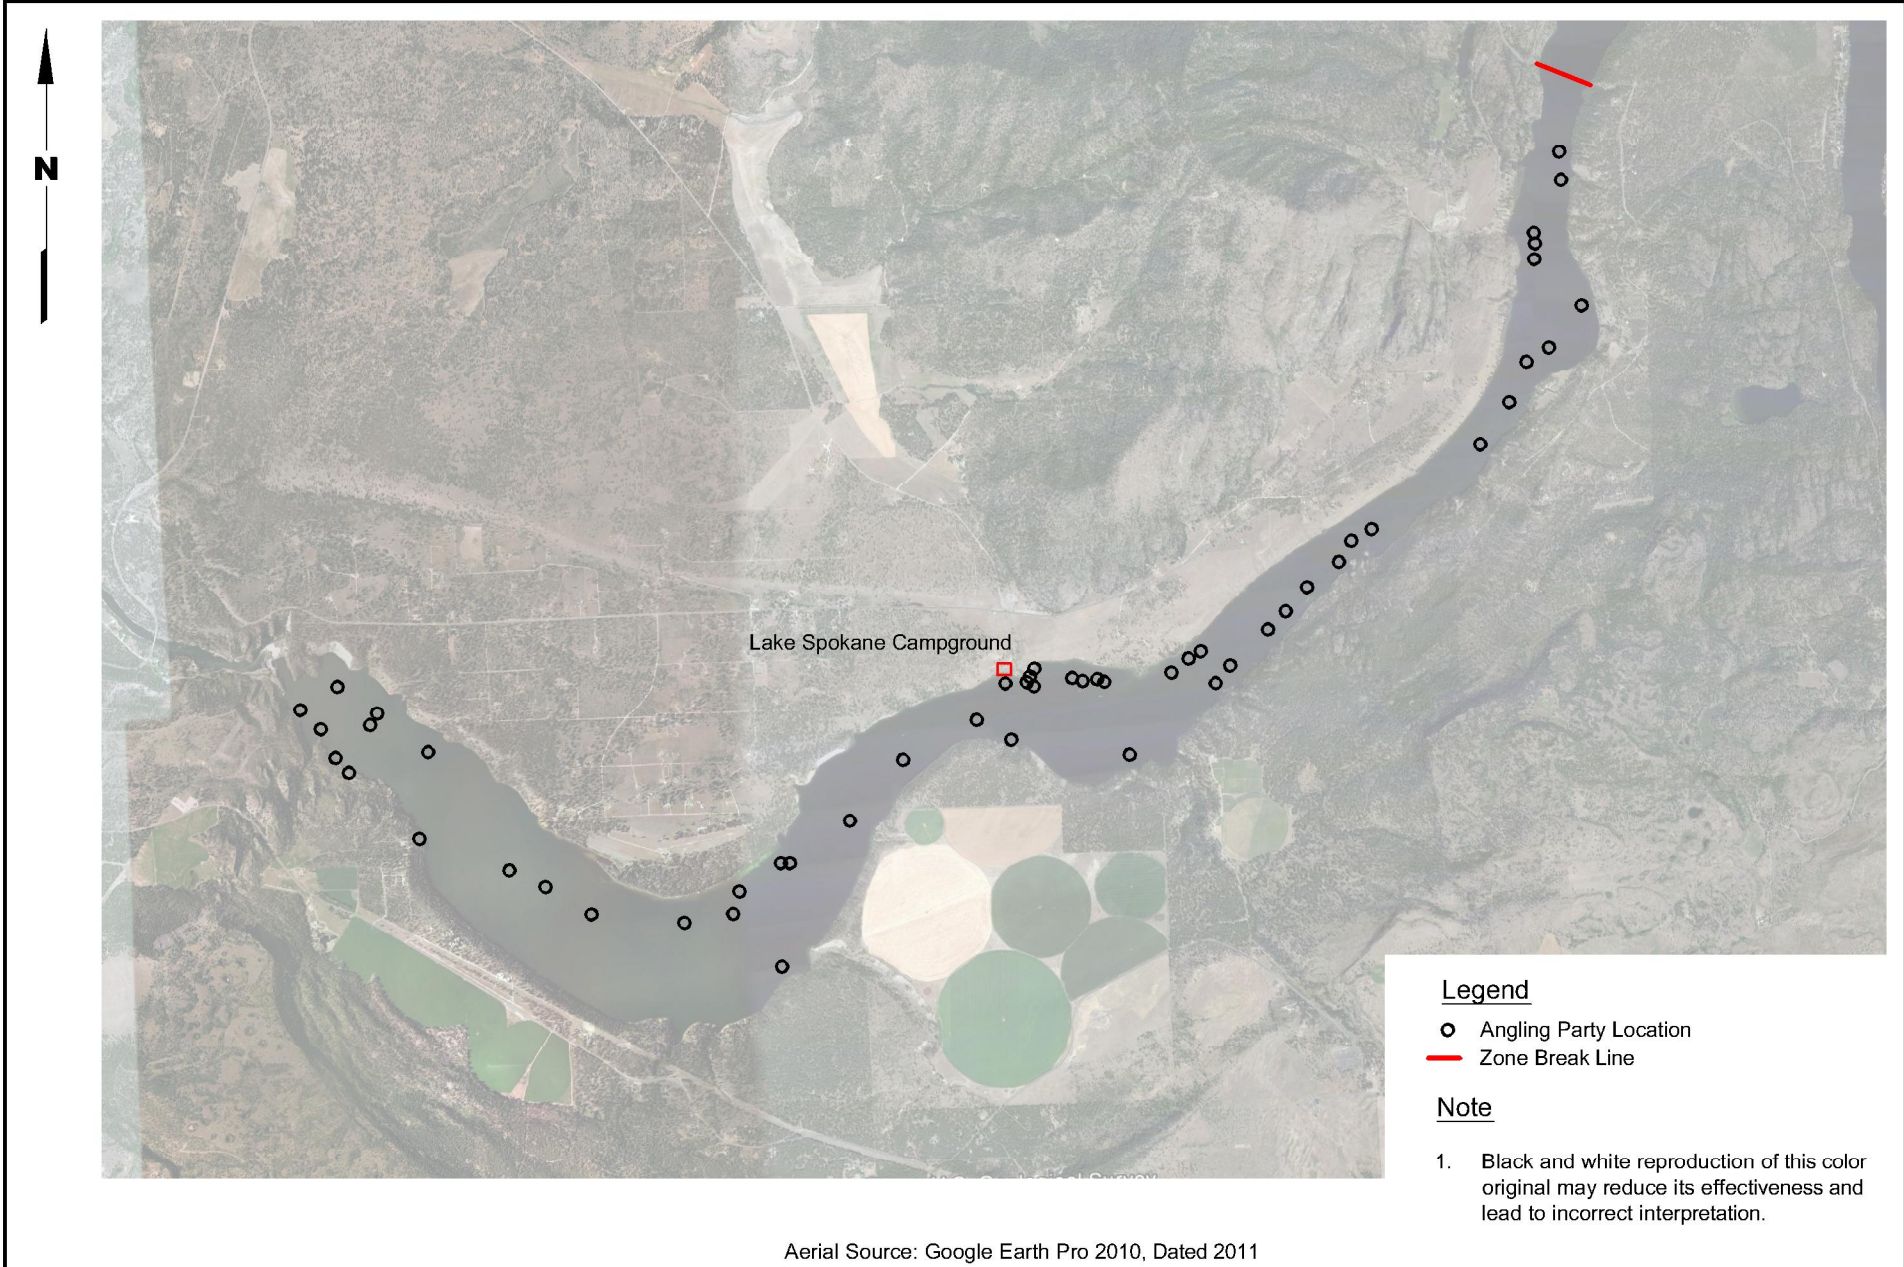 N
Lake Spokane Campground
Legend
Angling Party Location
Zone Break Line
Note
1. Black and white reproduction of this color
original may reduce its effectiveness and
lead to incorrect interpretation.
Aerial Source: Google Earth Pro 2010, Dated 2011